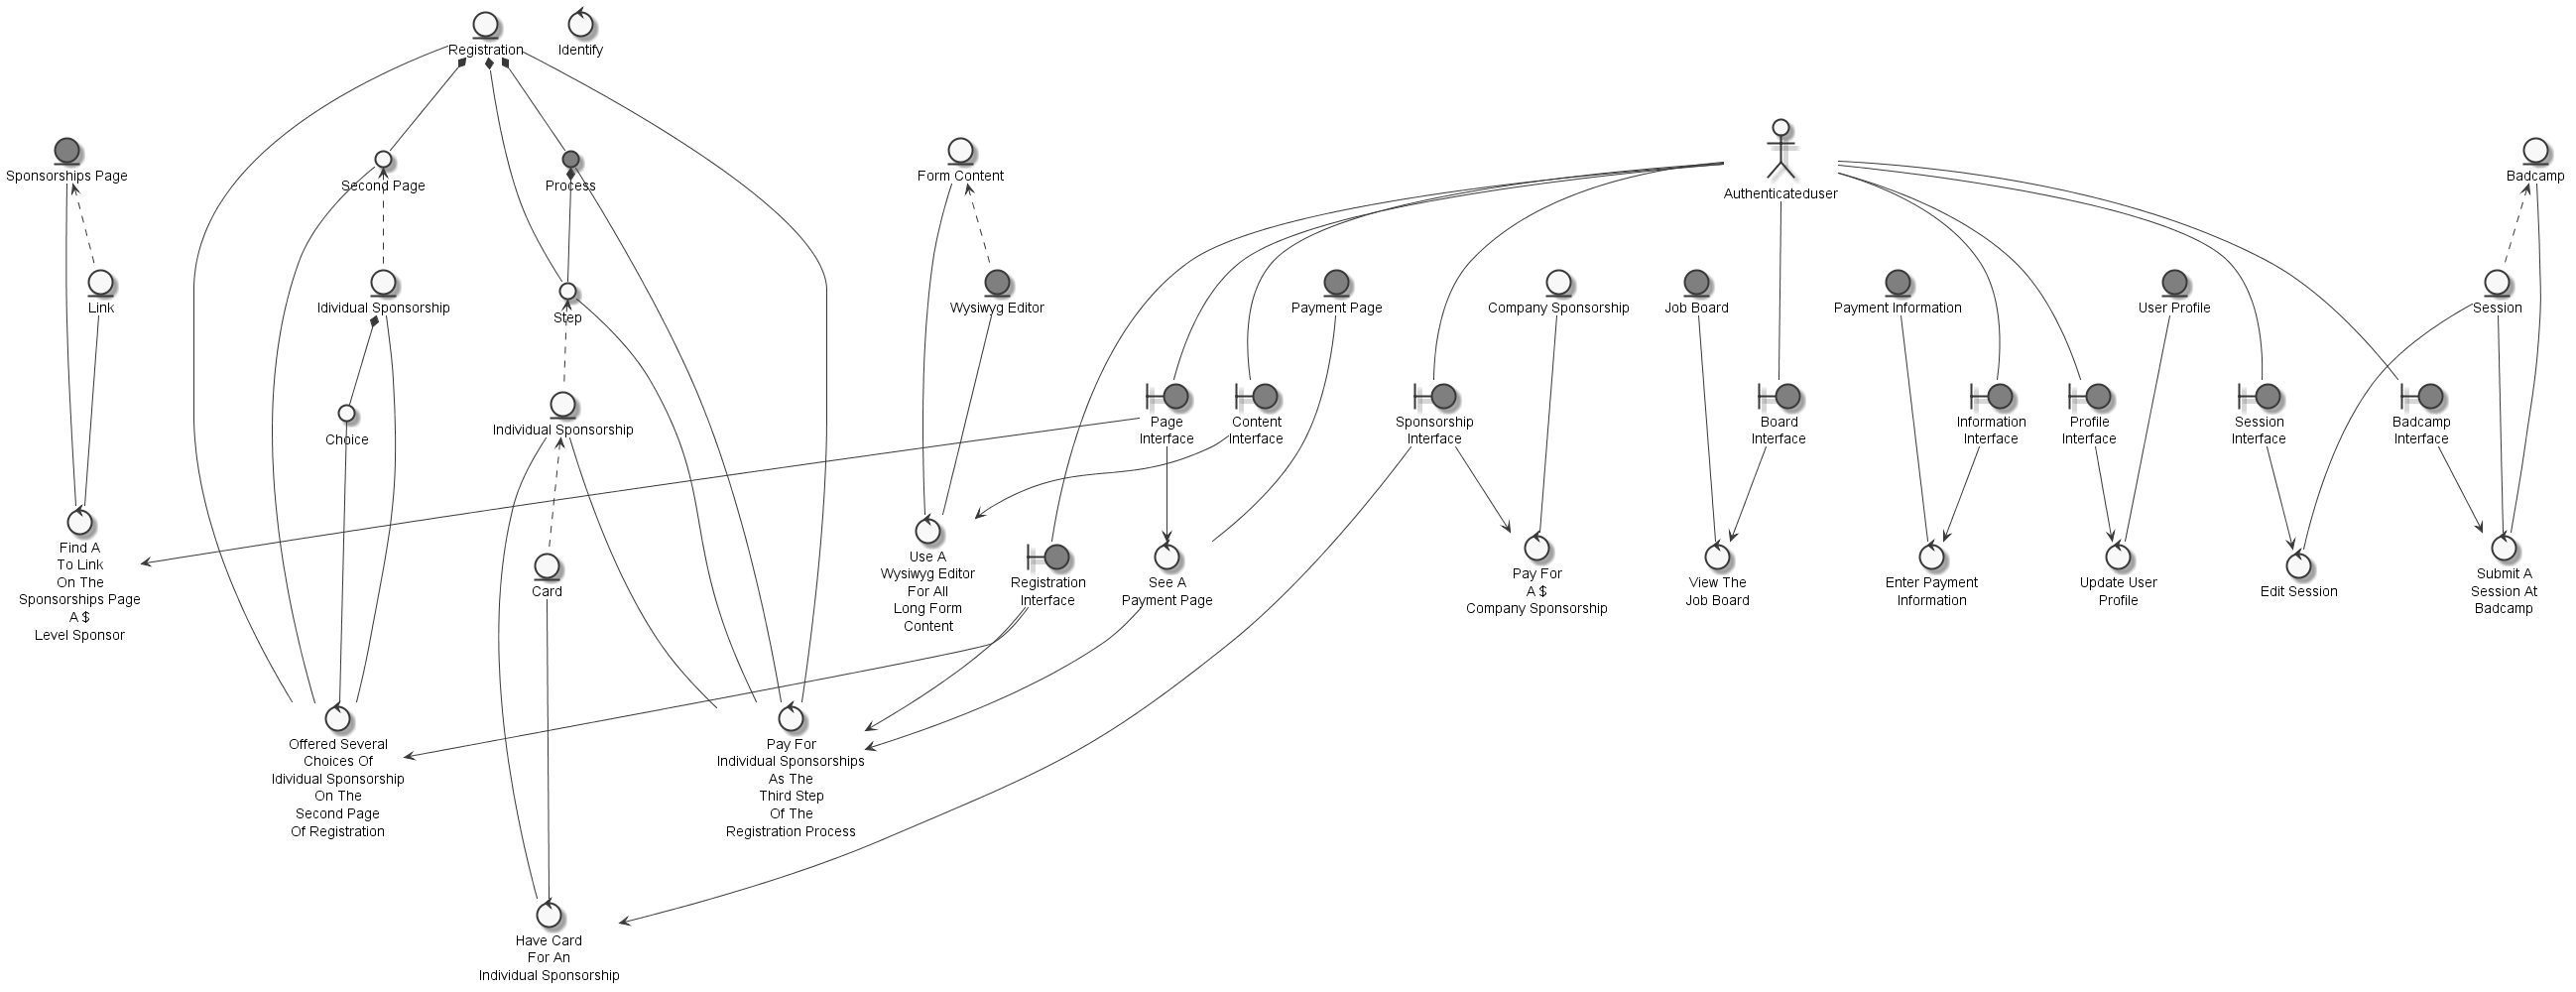 Registration
Identify
Sponsorships Page
Second Page
Process
Form Content
Authenticateduser
Badcamp
Link
Idividual Sponsorship
Step
Wysiwyg Editor
Payment Page
Company Sponsorship
Job Board
Payment Information
User Profile
Session
Choice
Individual Sponsorship
Page
Interface
Content
Interface
Sponsorship
Interface
Board
Interface
Information
Interface
Profile
Interface
Session
Interface
Badcamp
Interface
Find A
To Link
On The
Sponsorships Page
A $
Level Sponsor
Card
Use A
Wysiwyg Editor
For All
Long Form
Content
Registration
Interface
See A
Payment Page
Pay For
A $
Company Sponsorship
View The
Job Board
Enter Payment
Information
Update User
Profile
Edit Session
Submit A
Session At
Badcamp
Offered Several
Choices Of
Idividual Sponsorship
On The
Second Page
Of Registration
Pay For
Individual Sponsorships
As The
Third Step
Of The
Registration Process
Have Card
For An
Individual Sponsorship